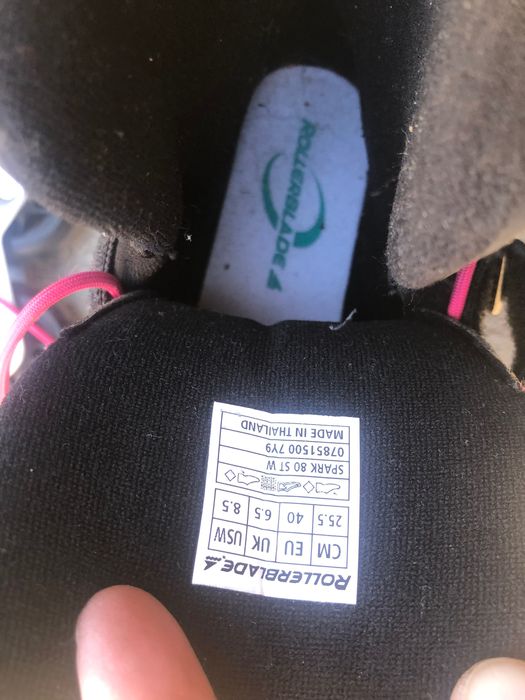 ROLLERBLADE
ROLLERBLADE
CM EU UK USW
25.5 40 6.5 8.5
SPARK 80 ST W
07851500 7Y9
MADE IN THAILAND